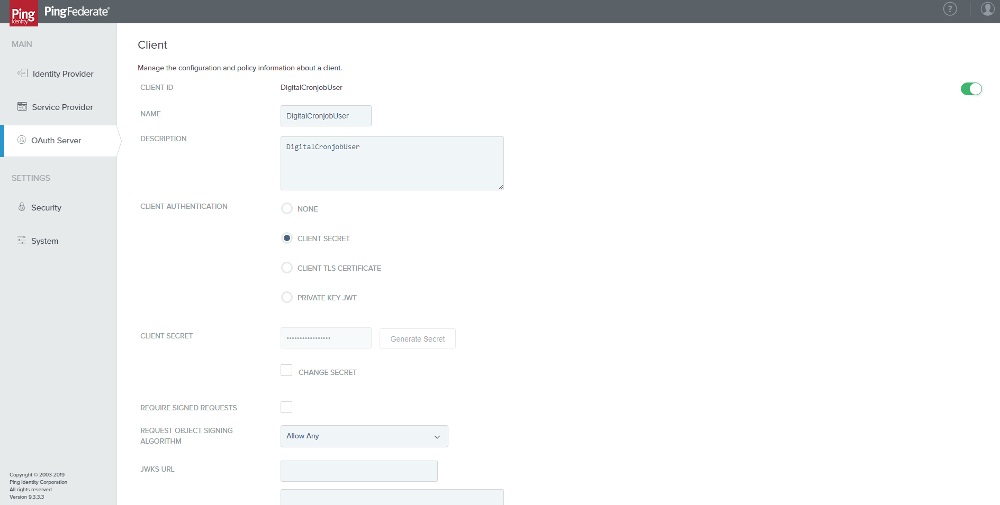 Ping
Identity.
PingFederate®
?
MAIN
Identity Provider
Service Provider
OAuth Server
SETTINGS
Security
System
Copyright © 2003-2019
Ping Identity Corporation
All rights reserved
Version 9.3.3.3
Client
Manage the configuration and policy information about a client.
CLIENT ID
DigitalCronjobUser
NAME
DigitalCronjobUser
DESCRIPTION
DigitalCronjobUser
CLIENT AUTHENTICATION
NONE
CLIENT SECRET
CLIENT TLS CERTIFICATE
PRIVATE KEY JWT
CLIENT SECRET
•••••••••••••••••
Generate Secret
CHANGE SECRET
REQUIRE SIGNED REQUESTS
REQUEST OBJECT SIGNING
ALGORITHM
Allow Any
JWKS URL